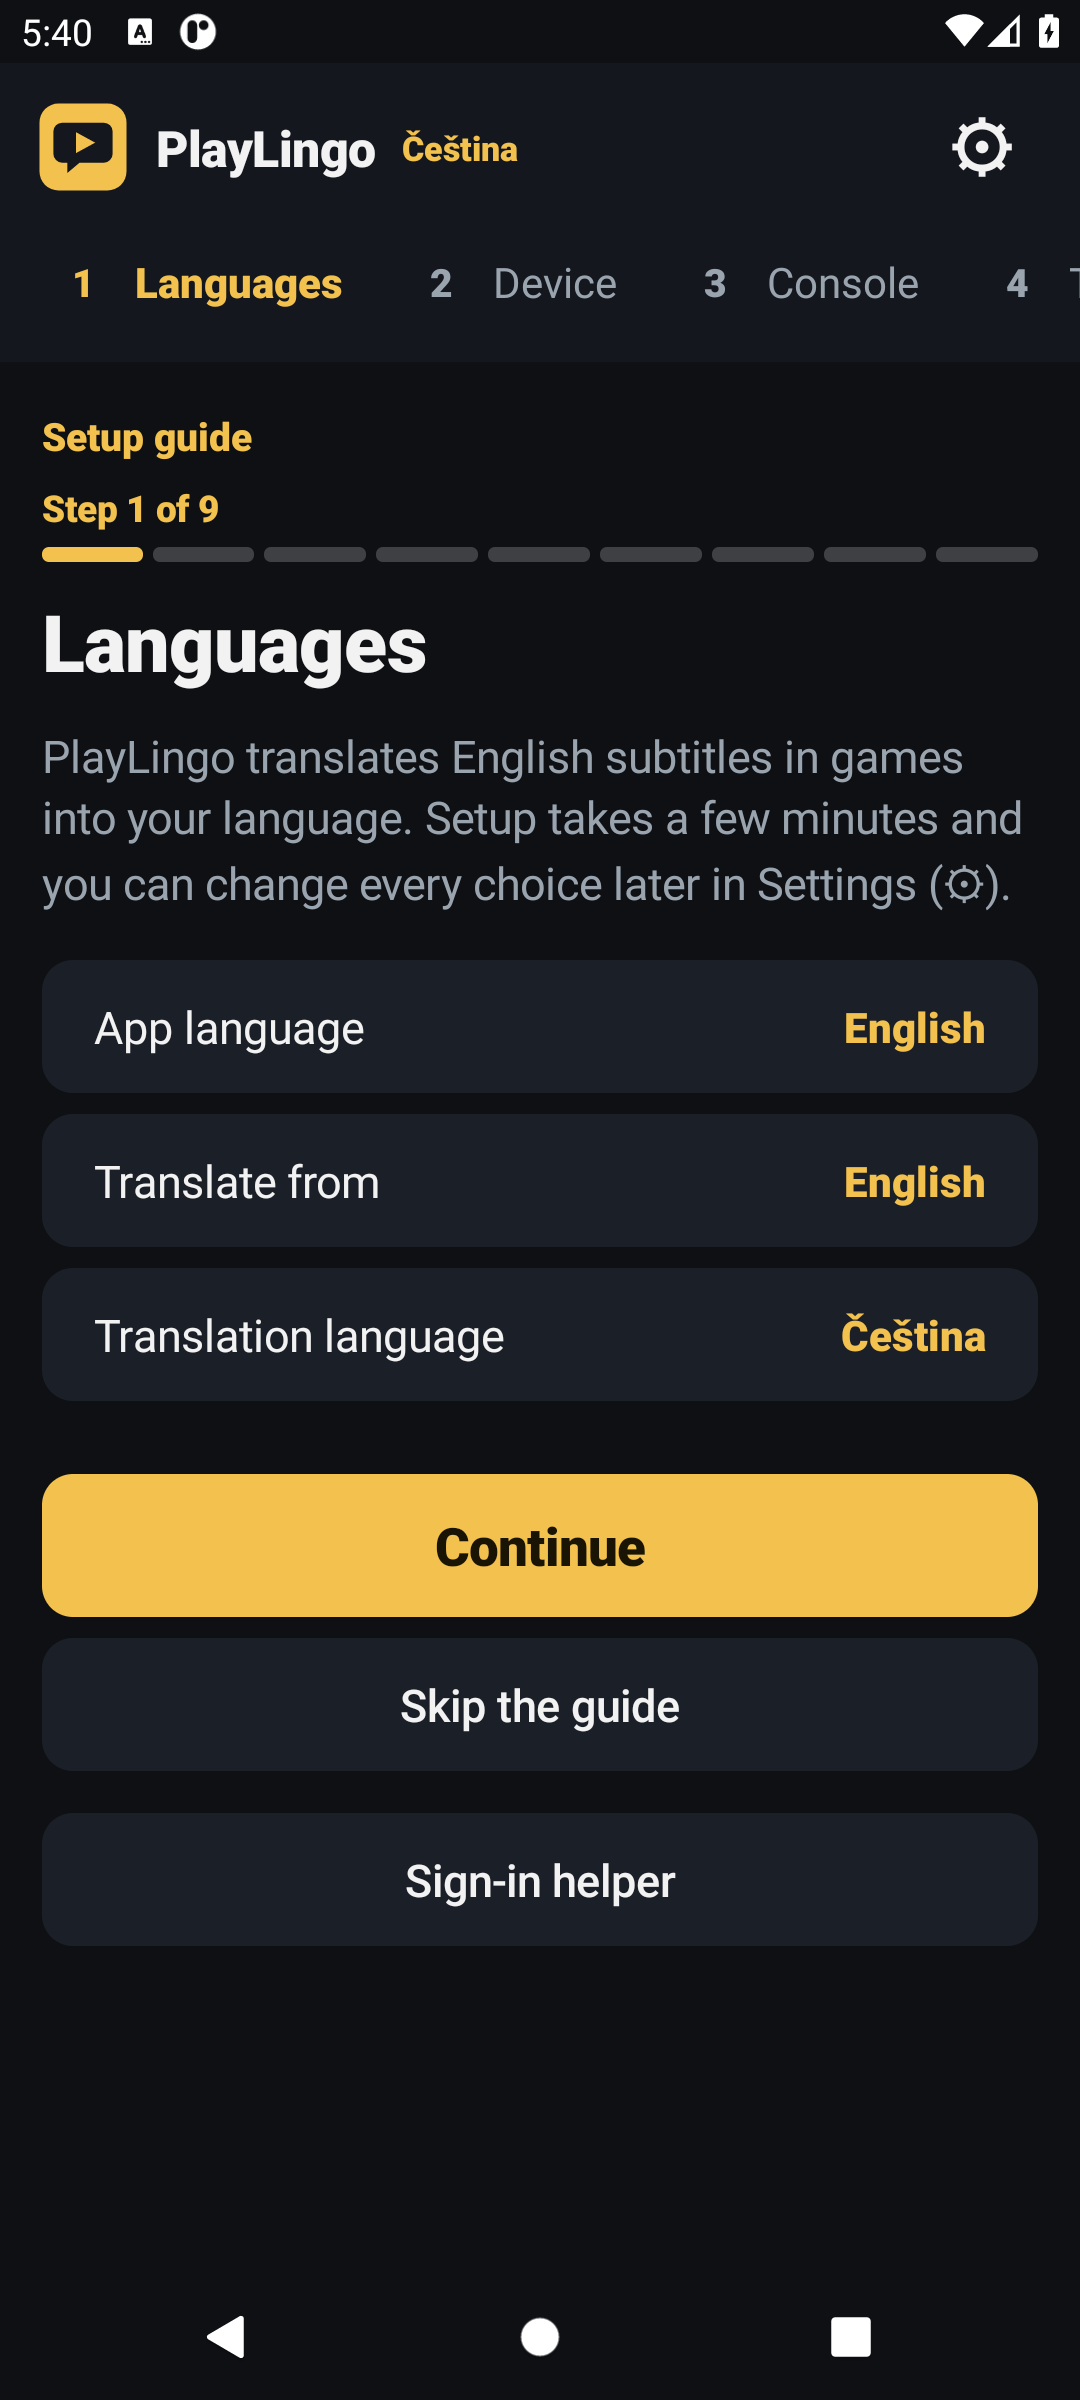 5:40
PlayLingo Čeština
1 Languages 2 Device 3 Console 4
Setup guide
Step 1 of 9
Languages
PlayLingo translates English subtitles in games
into your language. Setup takes a few minutes and
you can change every choice later in Settings (⚙).
App language English
Translate from English
Translation language Čeština
Continue
Skip the guide
Sign-in helper